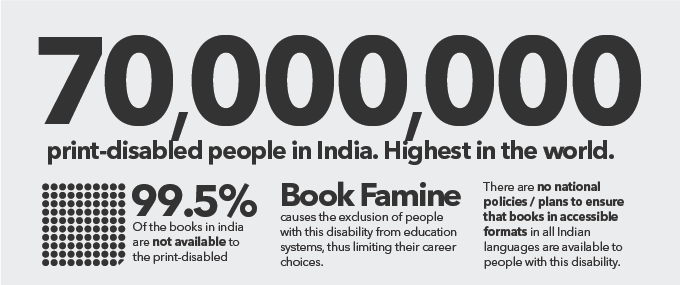 70,000,000
print-disabled people in India. Highest in the world.
99.5%
Of the books in india
are not available to
the print-disabled
Book Famine
causes the exclusion of people
with this disability from education
systems, thus limiting their career
choices.
There are no national
policies / plans to ensure
that books in accessible
formats in all Indian
languages are available to
people with this disability.